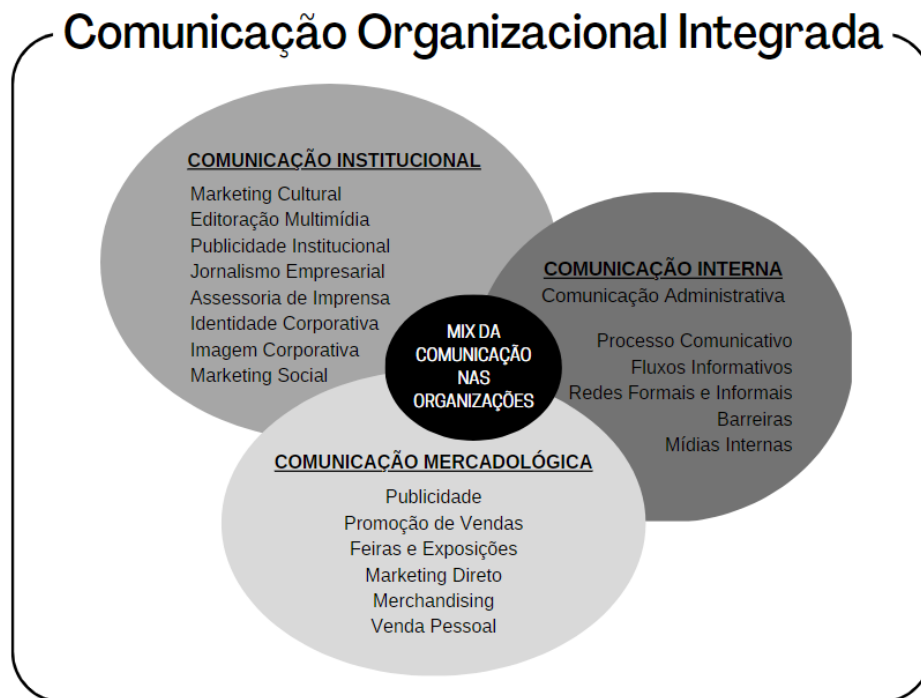 Comunicação Organizacional Integrada
COMUNICAÇÃO INSTITUCIONAL
Marketing Cultural
Editoração Multimídia
Publicidade Institucional
Jornalismo Empresarial
Assessoria de Imprensa
Identidade Corporativa
Imagem Corporativa
Marketing Social
COMUNICAÇÃO INTERNA
Comunicação Administrativa
Processo Comunicativo
Fluxos Informativos
Redes Formais e Informais
Barreiras
Mídias Internas
MIX DA
COMUNICAÇÃO
NAS
ORGANIZAÇÕES
COMUNICAÇÃO MERCADOLÓGICA
Publicidade
Promoção de Vendas
Feiras e Exposições
Marketing Direto
Merchandising
Venda Pessoal